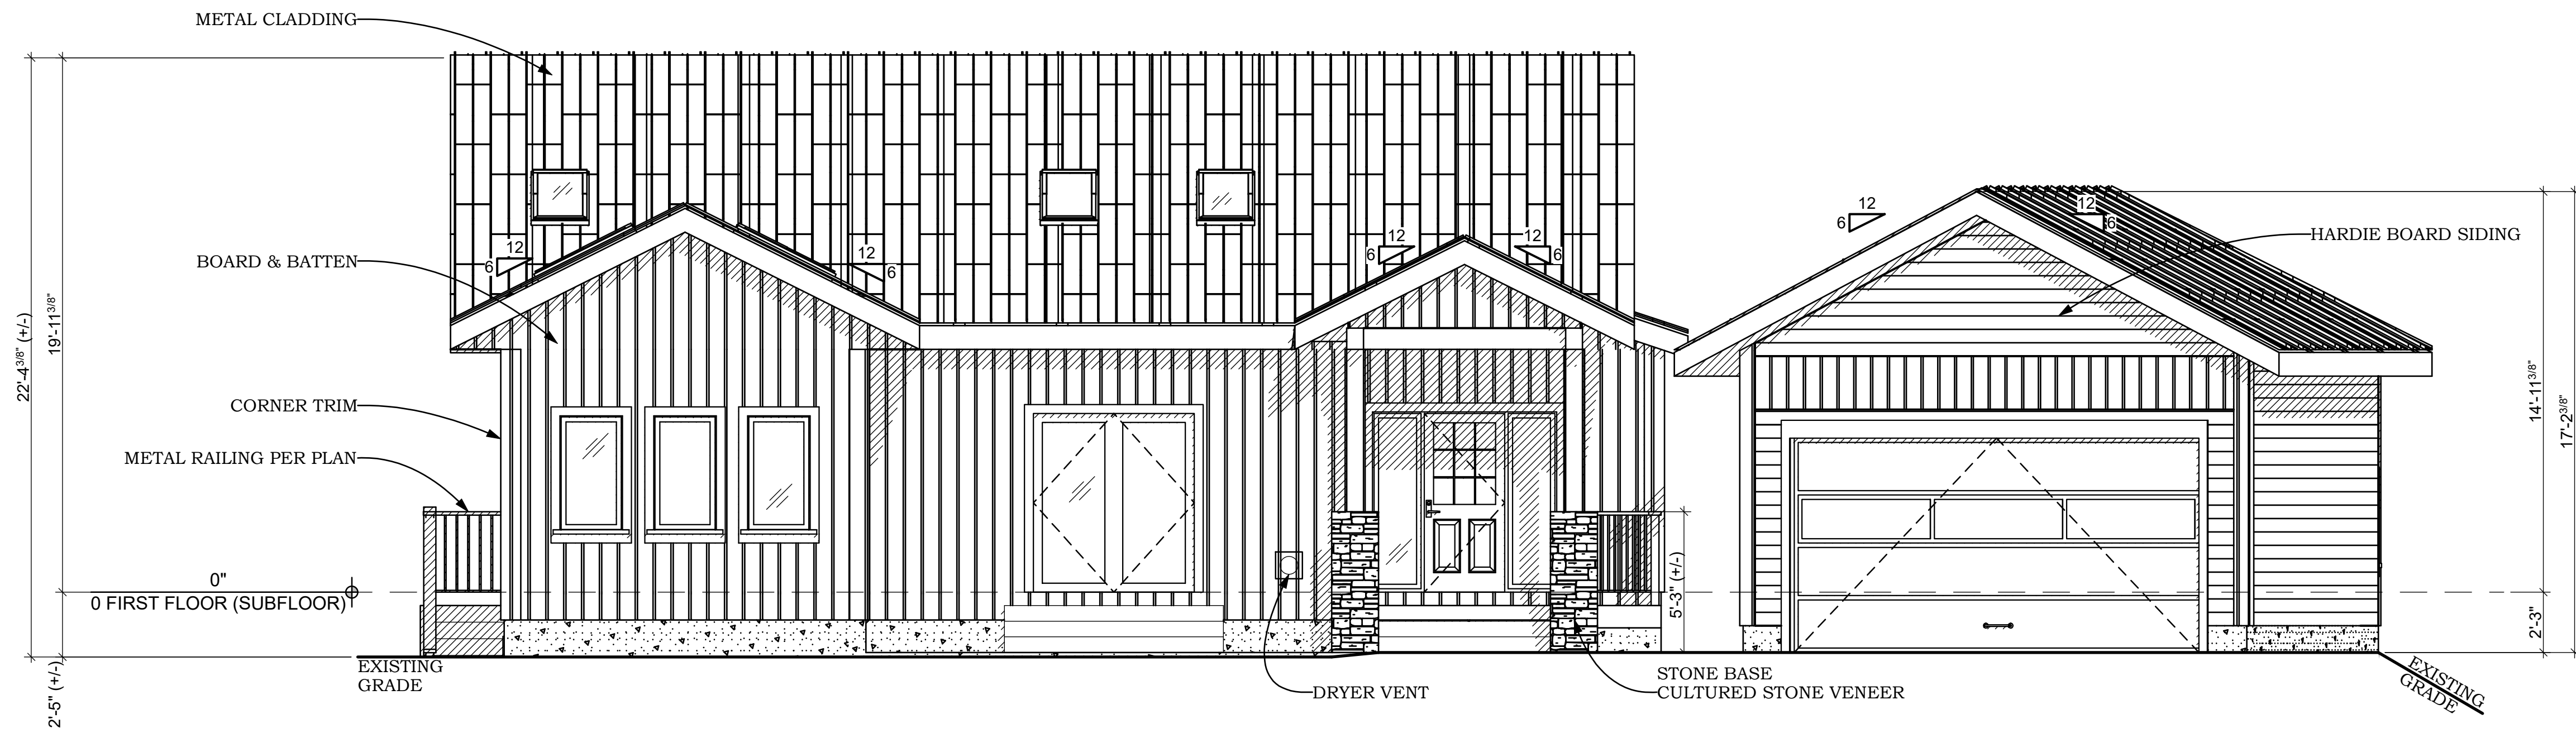 METAL CLADDING
12
6
12
6
12
6
12
6
12
6
12
6
HARDIE BOARD SIDING
BOARD & BATTEN
22'-4 3/8" (+/-)
19'-11 3/8"
CORNER TRIM
METAL RAILING PER PLAN
0"
0 FIRST FLOOR (SUBFLOOR)
14'-11 3/8"
17'-2 3/8"
5'-3" (+/-)
2'-3"
2'-5" (+/-)
EXISTING
GRADE
DRYER VENT
STONE BASE
CULTURED STONE VENEER
EXISTING
GRADE